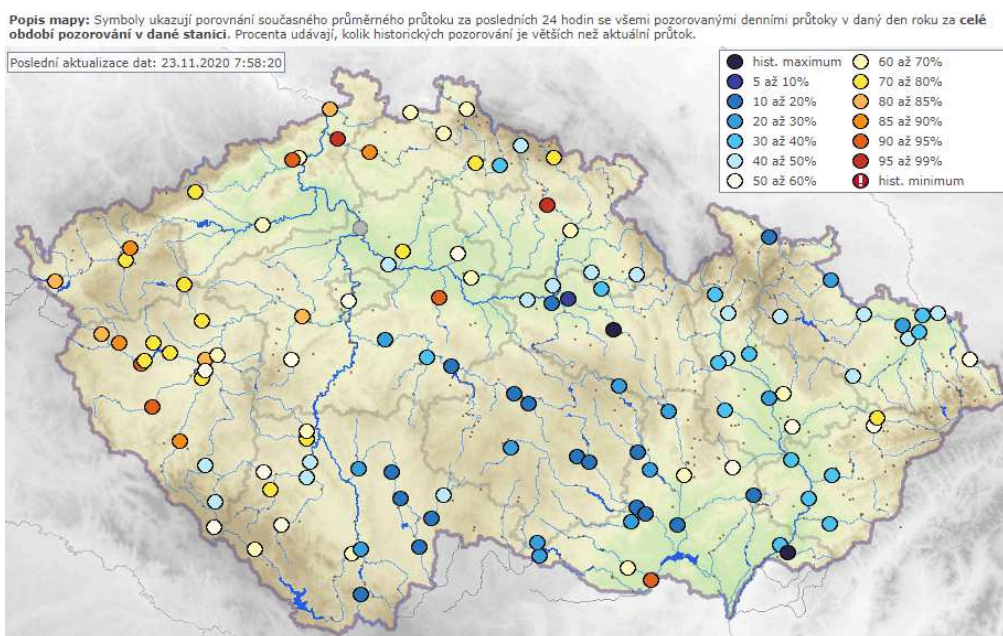 Popis mapy: Symboly ukazují porovnání současného průměrného průtoku za posledních 24 hodin se všemi pozorovanými denními průtoky v daný den roku za celé
období pozorování v dané stanici. Procenta udávají, kolik historických pozorování je větších než aktuální průtok.
Poslední aktualizace dat: 23.11.2020 7:58:20
hist. maximum
5 až 10%
10 až 20%
20 až 30%
30 až 40%
40 až 50%
50 až 60%
60 až 70%
70 až 80%
80 až 85%
85 až 90%
90 až 95%
95 až 99%
hist. minimum